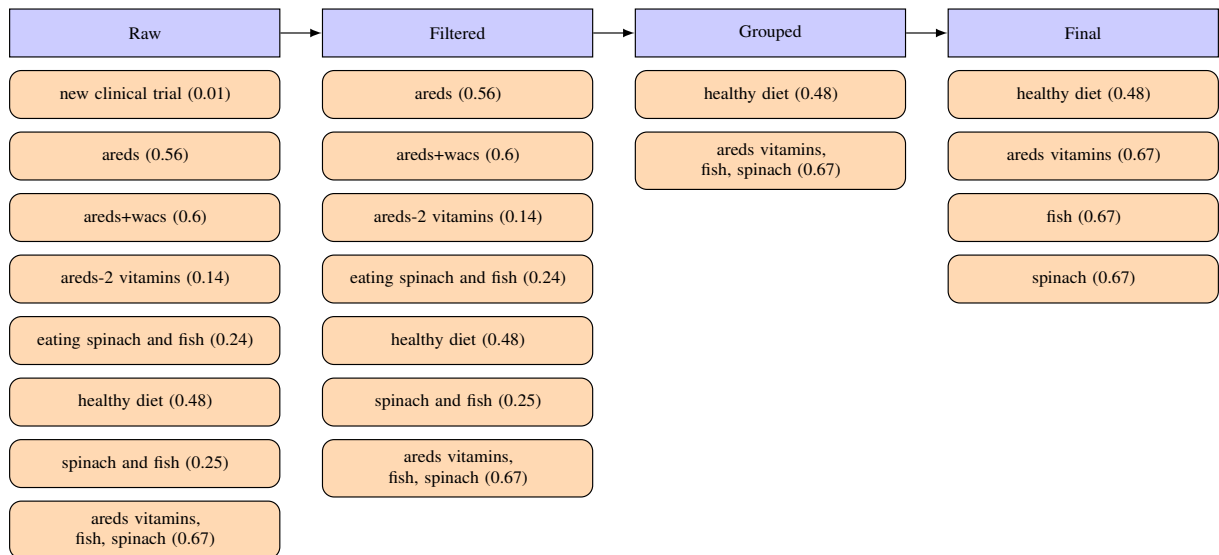 Raw
new clinical trial (0.01)
areds (0.56)
areds+wacs (0.6)
areds-2 vitamins (0.14)
eating spinach and fish (0.24)
healthy diet (0.48)
spinach and fish (0.25)
areds vitamins,
fish, spinach (0.67)
Filtered
areds (0.56)
areds+wacs (0.6)
areds-2 vitamins (0.14)
eating spinach and fish (0.24)
healthy diet (0.48)
spinach and fish (0.25)
areds vitamins,
fish, spinach (0.67)
Grouped
healthy diet (0.48)
areds vitamins,
fish, spinach (0.67)
Final
healthy diet (0.48)
areds vitamins (0.67)
fish (0.67)
spinach (0.67)